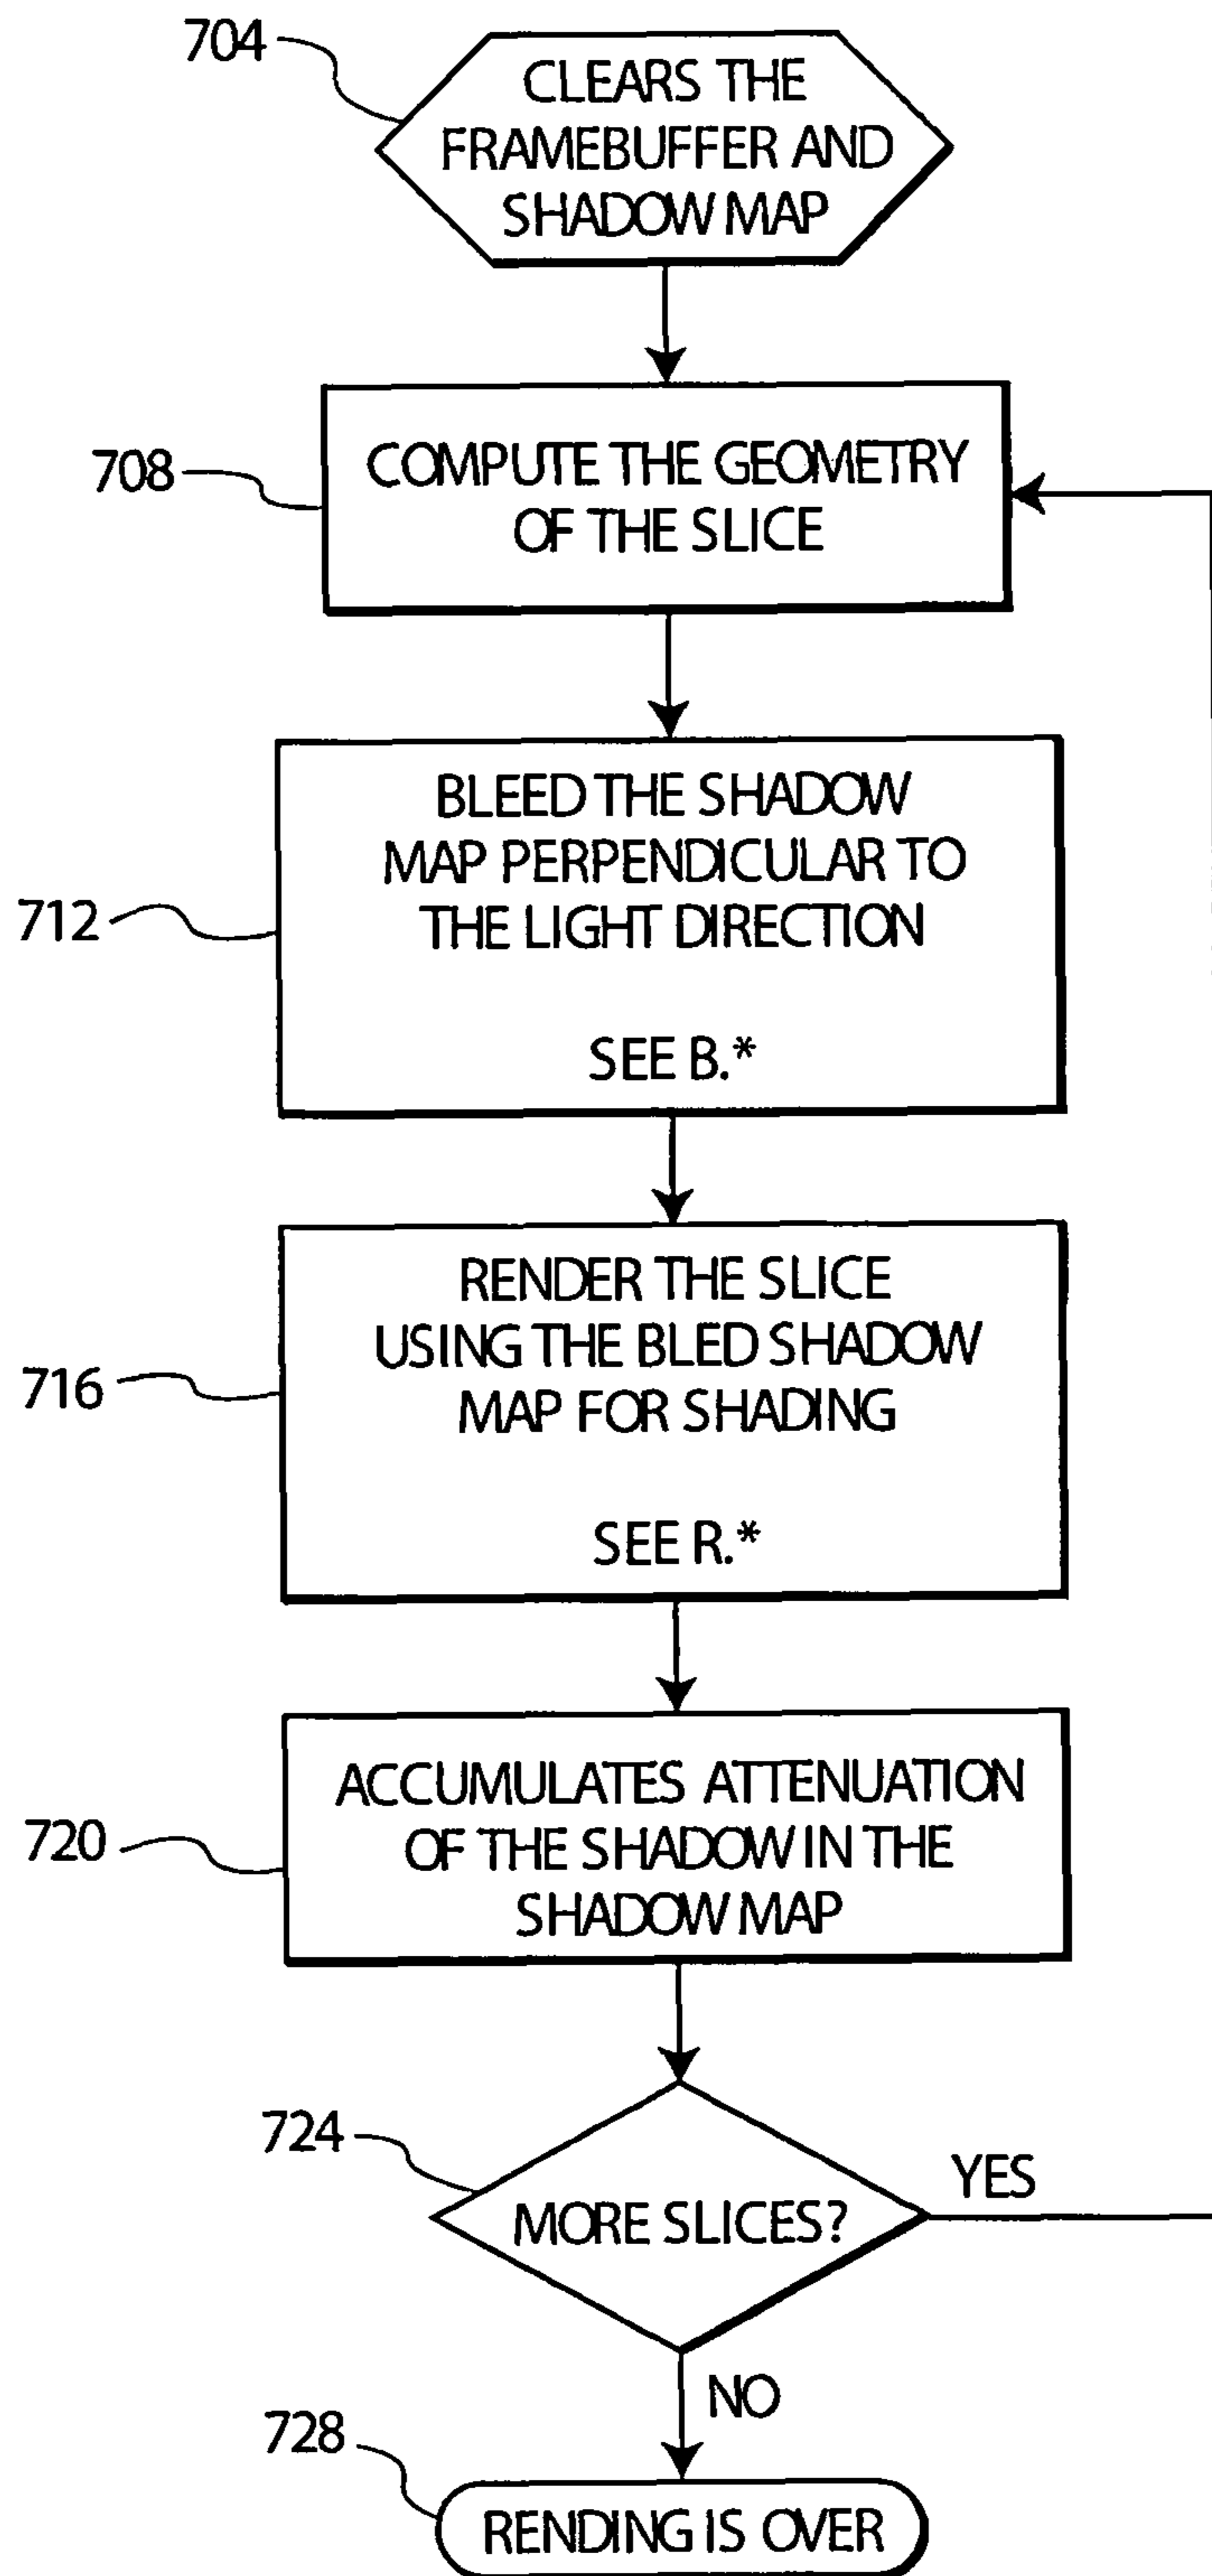 704
CLEARS THE
FRAMEBUFFER AND
SHADOW MAP
708
COMPUTE THE GEOMETRY
OF THE SLICE
712
BLEED THE SHADOW
MAP PERPENDICULAR TO
THE LIGHT DIRECTION
SEE B.*
716
RENDER THE SLICE
USING THE BLED SHADOW
MAP FOR SHADING
SEE R.*
720
ACCUMULATES ATTENUATION
OF THE SHADOW IN THE
SHADOW MAP
724
MORE SLICES?
YES
NO
728
RENDING IS OVER